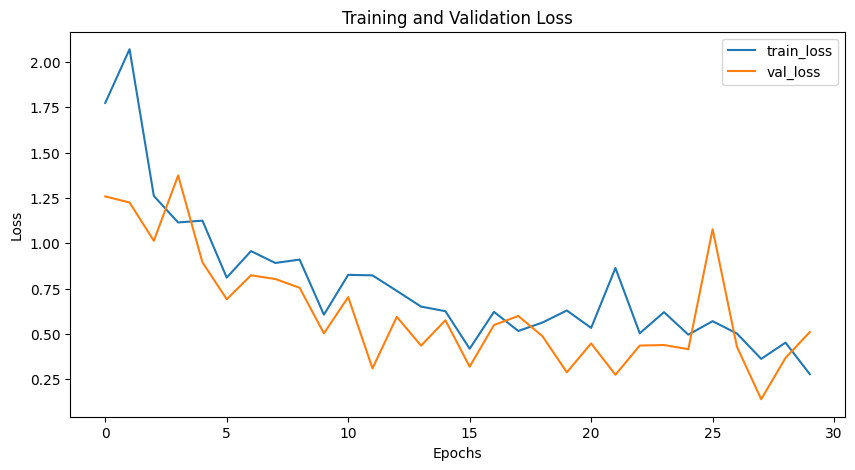 Training and Validation Loss
train_loss
val_loss
Loss
2.00
1.75
1.50
1.25
1.00
0.75
0.50
0.25
0 5 10 15 20 25 30
Epochs